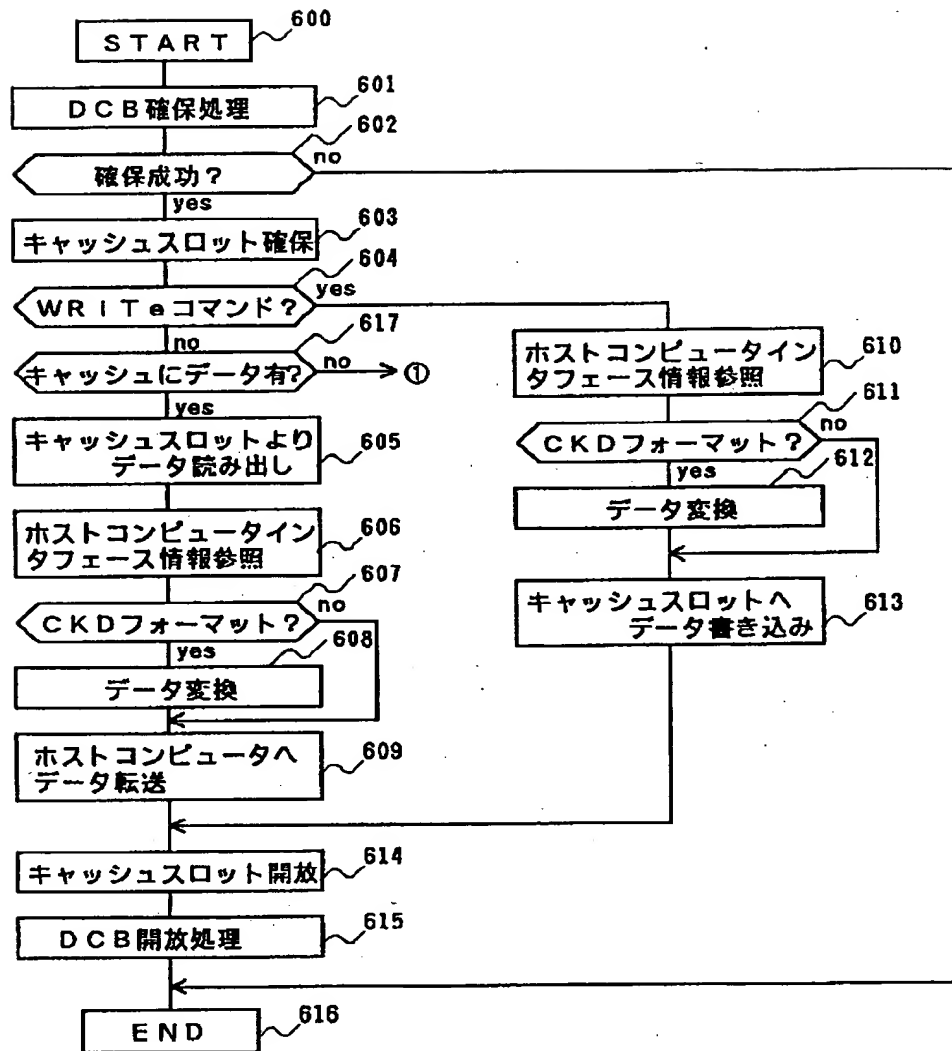 600
START
601
DCB確保処理
602
確保成功?
no
yes
603
キャッシュスロット確保
604
WRITeコマンド?
yes
no
617
キャッシュにデータ有?
no
①
yes
キャッシュスロットより
データ読み出し
605
ホストコンピュータイン
タフェース情報参照
606
607
CKDフォーマット?
no
yes
608
データ変換
ホストコンピュータへ
データ転送
609
ホストコンピュータイン
タフェース情報参照
610
611
CKDフォーマット?
no
yes
612
データ変換
キャッシュスロットへ
データ書き込み
613
キャッシュスロット開放
614
DCB開放処理
615
END
616